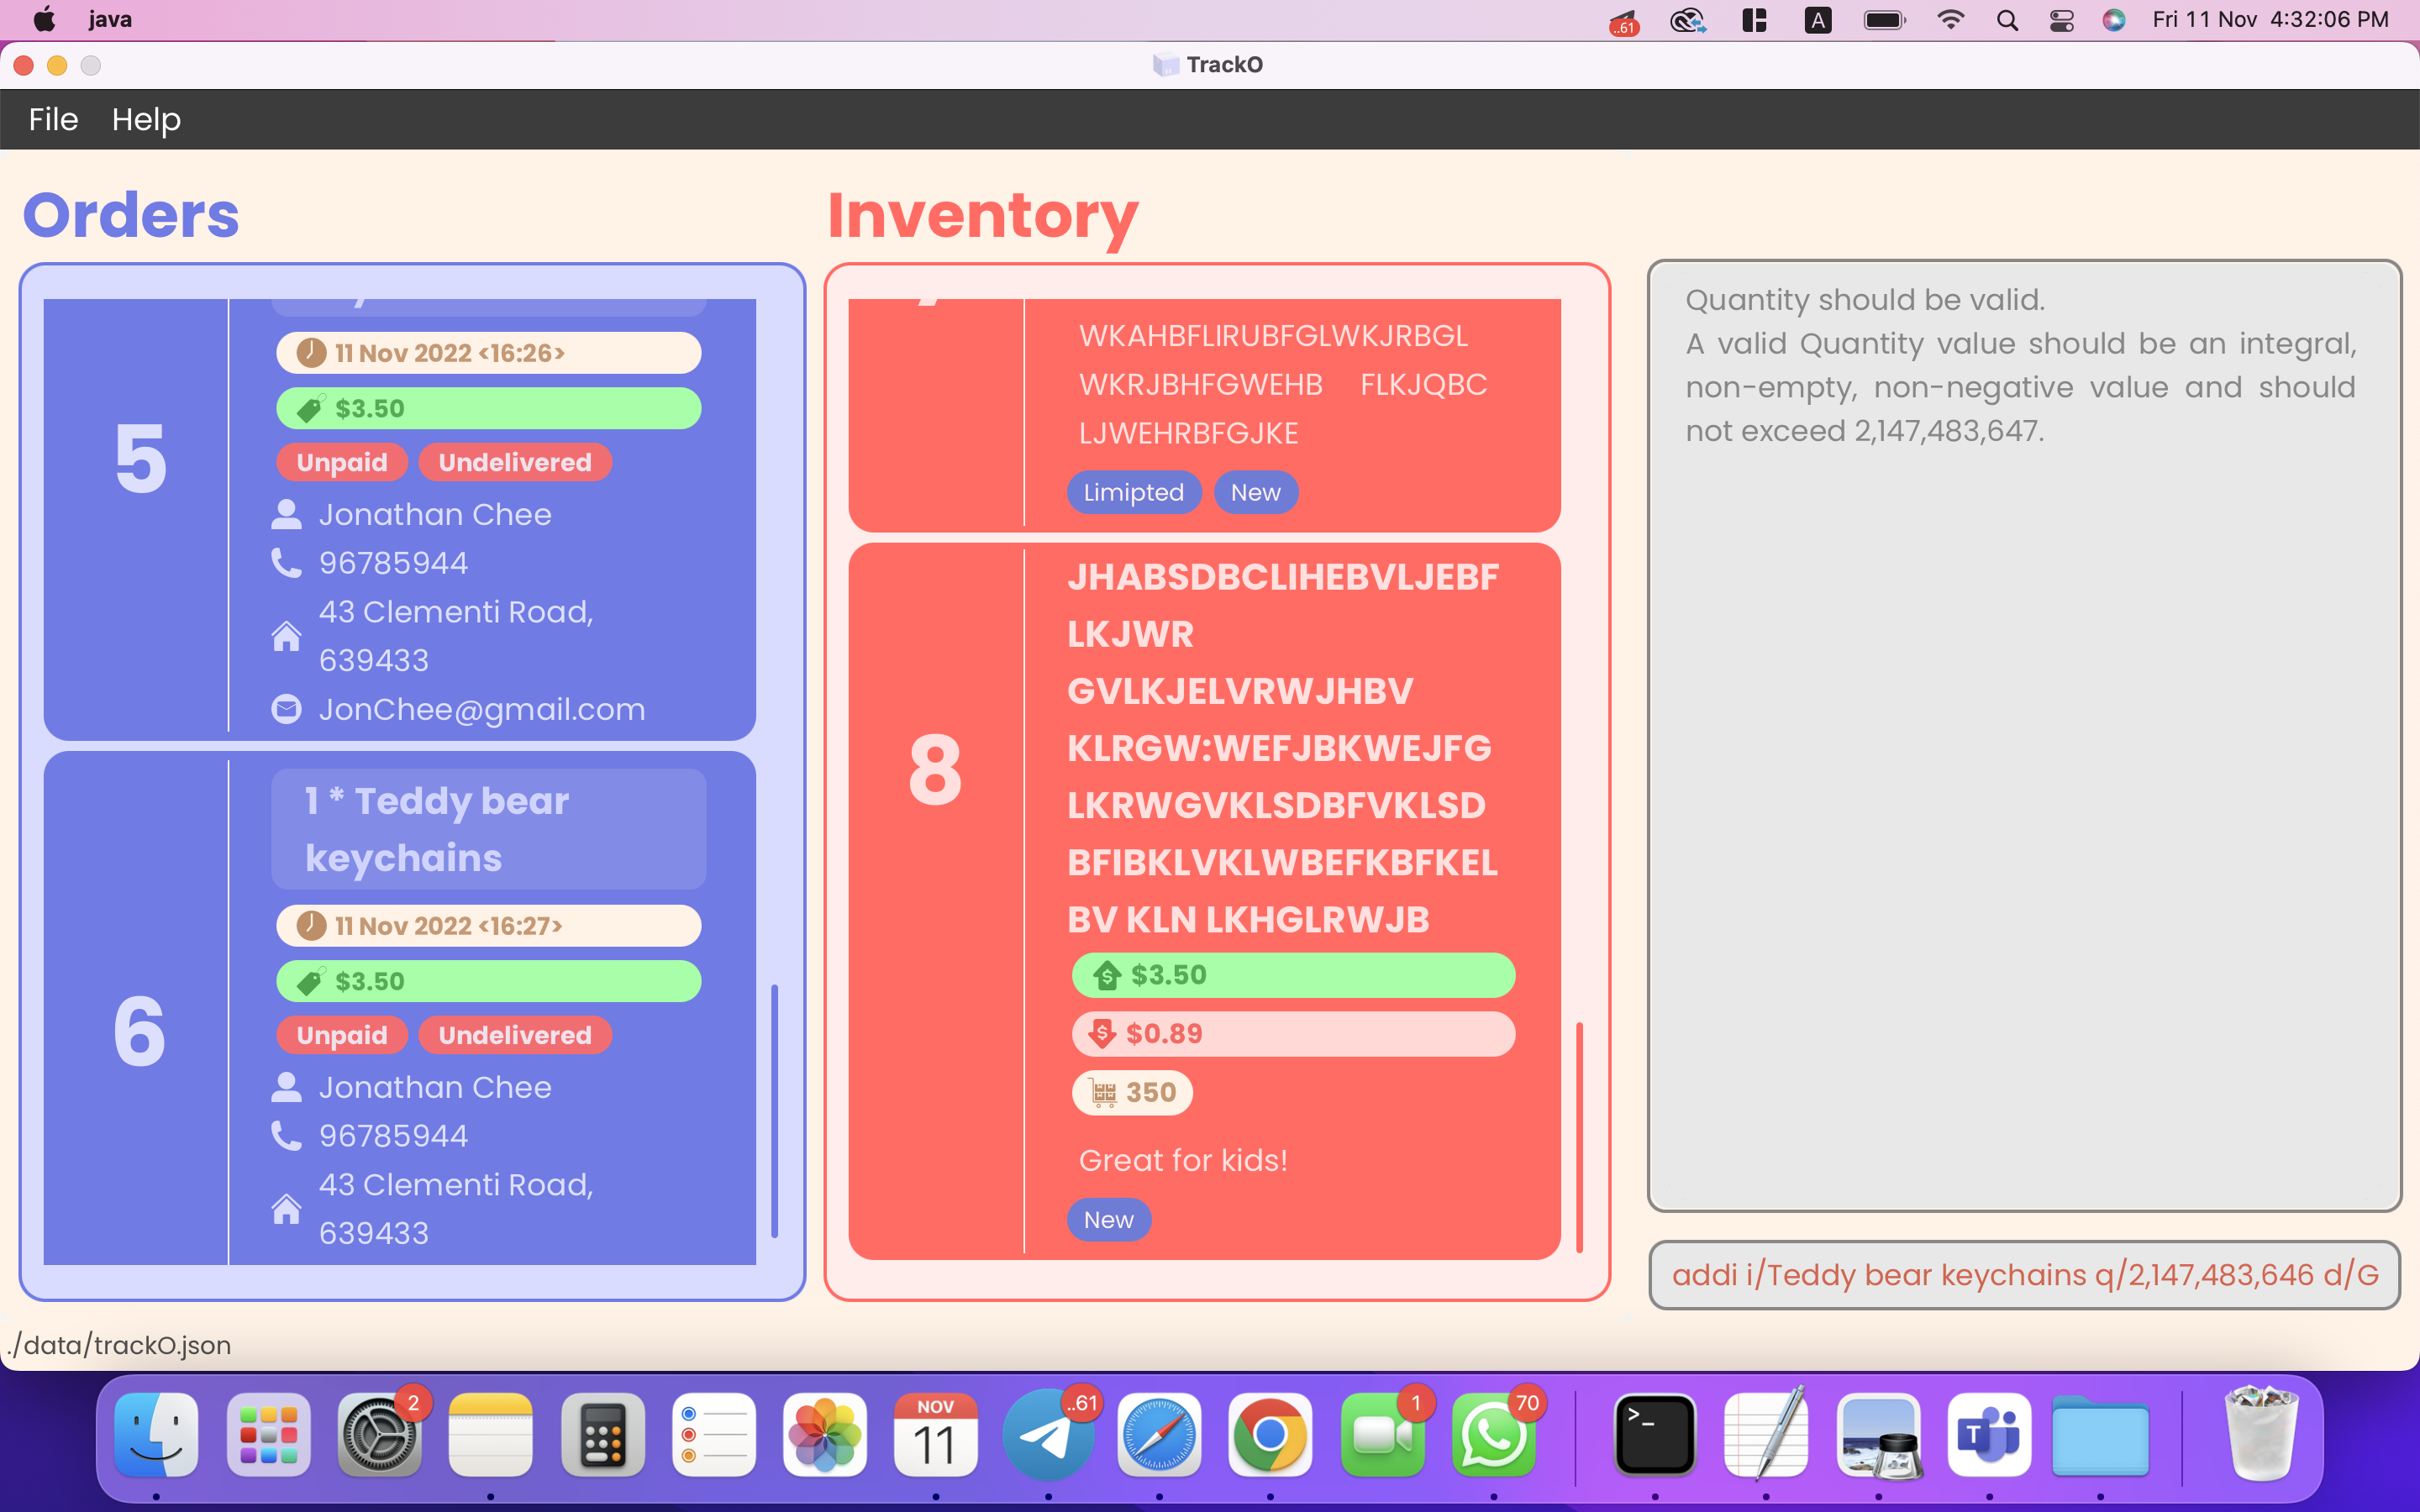 java
..61
A
Fri 11 Nov 4:32:06 PM
TrackO
File Help
Orders
5
11 Nov 2022 <16:26>
$3.50
Unpaid Undelivered
Jonathan Chee
96785944
43 Clementi Road,
639433
JonChee@gmail.com
6
1 * Teddy bear
keychains
11 Nov 2022 <16:27>
$3.50
Unpaid Undelivered
Jonathan Chee
96785944
43 Clementi Road,
639433
Inventory
WKAHBFLIRUBFGLWKJRBGL
WKRJBHFGWEHB FLKJQBC
LJWEHRBFGJKE
Limipted New
8
JHABSDBCLIHEBVLJEBF
LKJWR
GVLKJELVRWJHBV
KLRGW:WEFJBKWEJFG
LKRWGVKLSDBFVKLSD
BFIBKLVKLWBEFKBFKEL
BV KLN LKHGLRWJB
$3.50
$0.89
350
Great for kids!
New
Quantity should be valid.
A valid Quantity value should be an integral,
non-empty, non-negative value and should
not exceed 2,147,483,647.
addi i/Teddy bear keychains q/2,147,483,646 d/G
./data/trackO.json
2
NOV
11
..61
1
70
>_
T